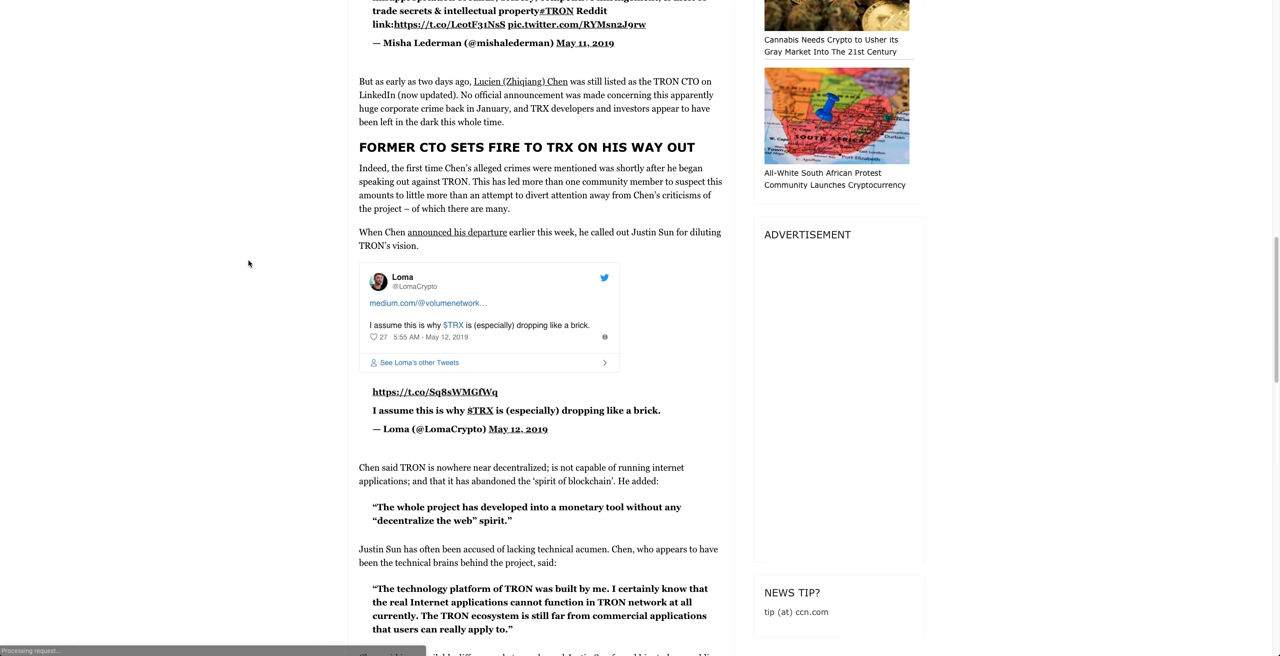 trade secrets & intellectual property#TRON Reddit
link:https://t.co/LeotF31NsS pic.twitter.com/RYMsn2J9rw
— Misha Lederman (@mishalederman) May 11, 2019
But as early as two days ago, Lucien (Zhiqiang) Chen was still listed as the TRON CTO on
LinkedIn (now updated). No official announcement was made concerning this apparently
huge corporate crime back in January, and TRX developers and investors appear to have
been left in the dark this whole time.
FORMER CTO SETS FIRE TO TRX ON HIS WAY OUT
Indeed, the first time Chen's alleged crimes were mentioned was shortly after he began
speaking out against TRON. This has led more than one community member to suspect this
amounts to little more than an attempt to divert attention away from Chen's criticisms of
the project – of which there are many.
When Chen announced his departure earlier this week, he called out Justin Sun for diluting
TRON's vision.
Loma
@LomaCrypto
medium.com/@volumenetwork…
I assume this is why $TRX is (especially) dropping like a brick.
27 5:55 AM - May 12, 2019
See Loma's other Tweets
https://t.co/Sq8sWMGfWq
I assume this is why $TRX is (especially) dropping like a brick.
— Loma (@LomaCrypto) May 12, 2019
Chen said TRON is nowhere near decentralized; is not capable of running internet
applications; and that it has abandoned the 'spirit of blockchain'. He added:
“The whole project has developed into a monetary tool without any
“decentralize the web” spirit.”
Justin Sun has often been accused of lacking technical acumen. Chen, who appears to have
been the technical brains behind the project, said:
“The technology platform of TRON was built by me. I certainly know that
the real Internet applications cannot function in TRON network at all
currently. The TRON ecosystem is still far from commercial applications
that users can really apply to.”
Processing request...
Cannabis Needs Crypto to Usher its
Gray Market Into The 21st Century
SOUTH AFRICA
Durban
All-White South African Protest
Community Launches Cryptocurrency
ADVERTISEMENT
NEWS TIP?
tip (at) ccn.com